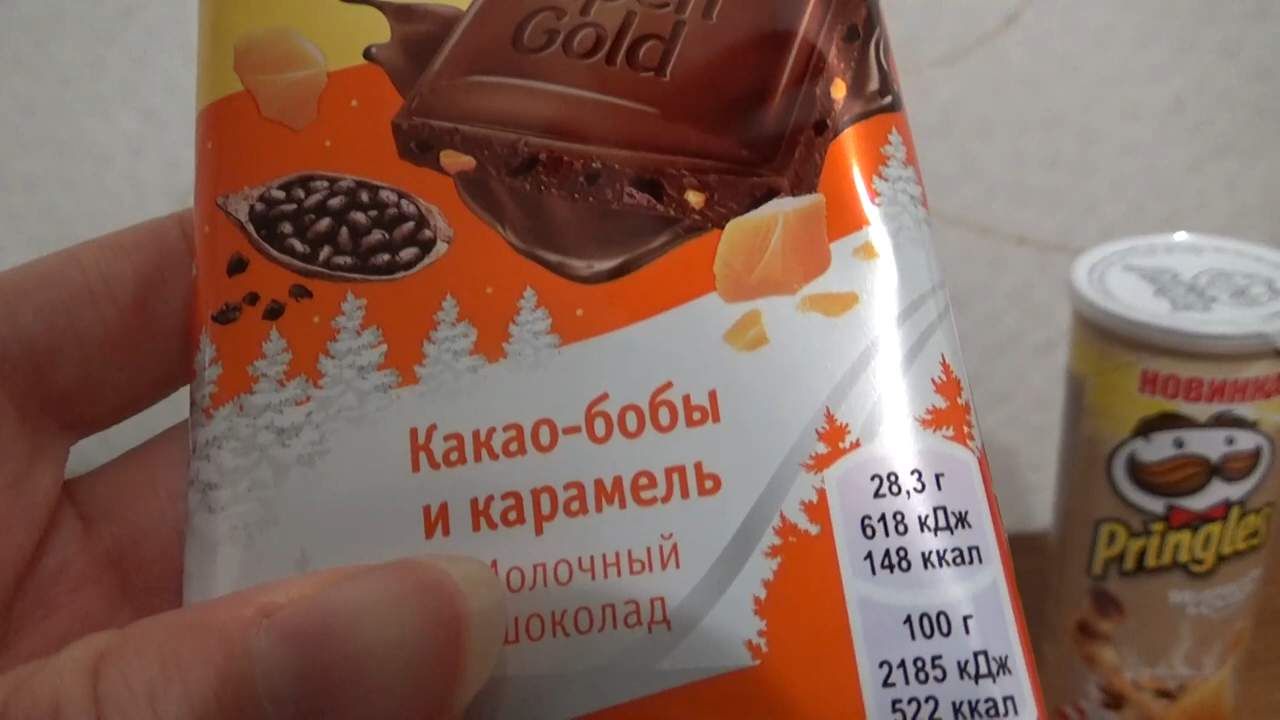 Gold
Какао-бобы
и карамель
Молочный
шоколад
28,3 г
618 кДж
148 ккал
100 г
2185 кДж
522 ккал
НОВИНКА
Pringles